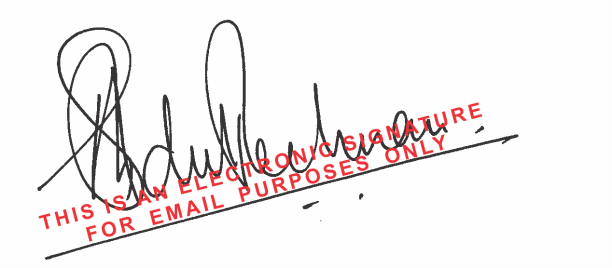 THIS IS AN ELECTRONIC SIGNATURE
FOR EMAIL PURPOSES ONLY